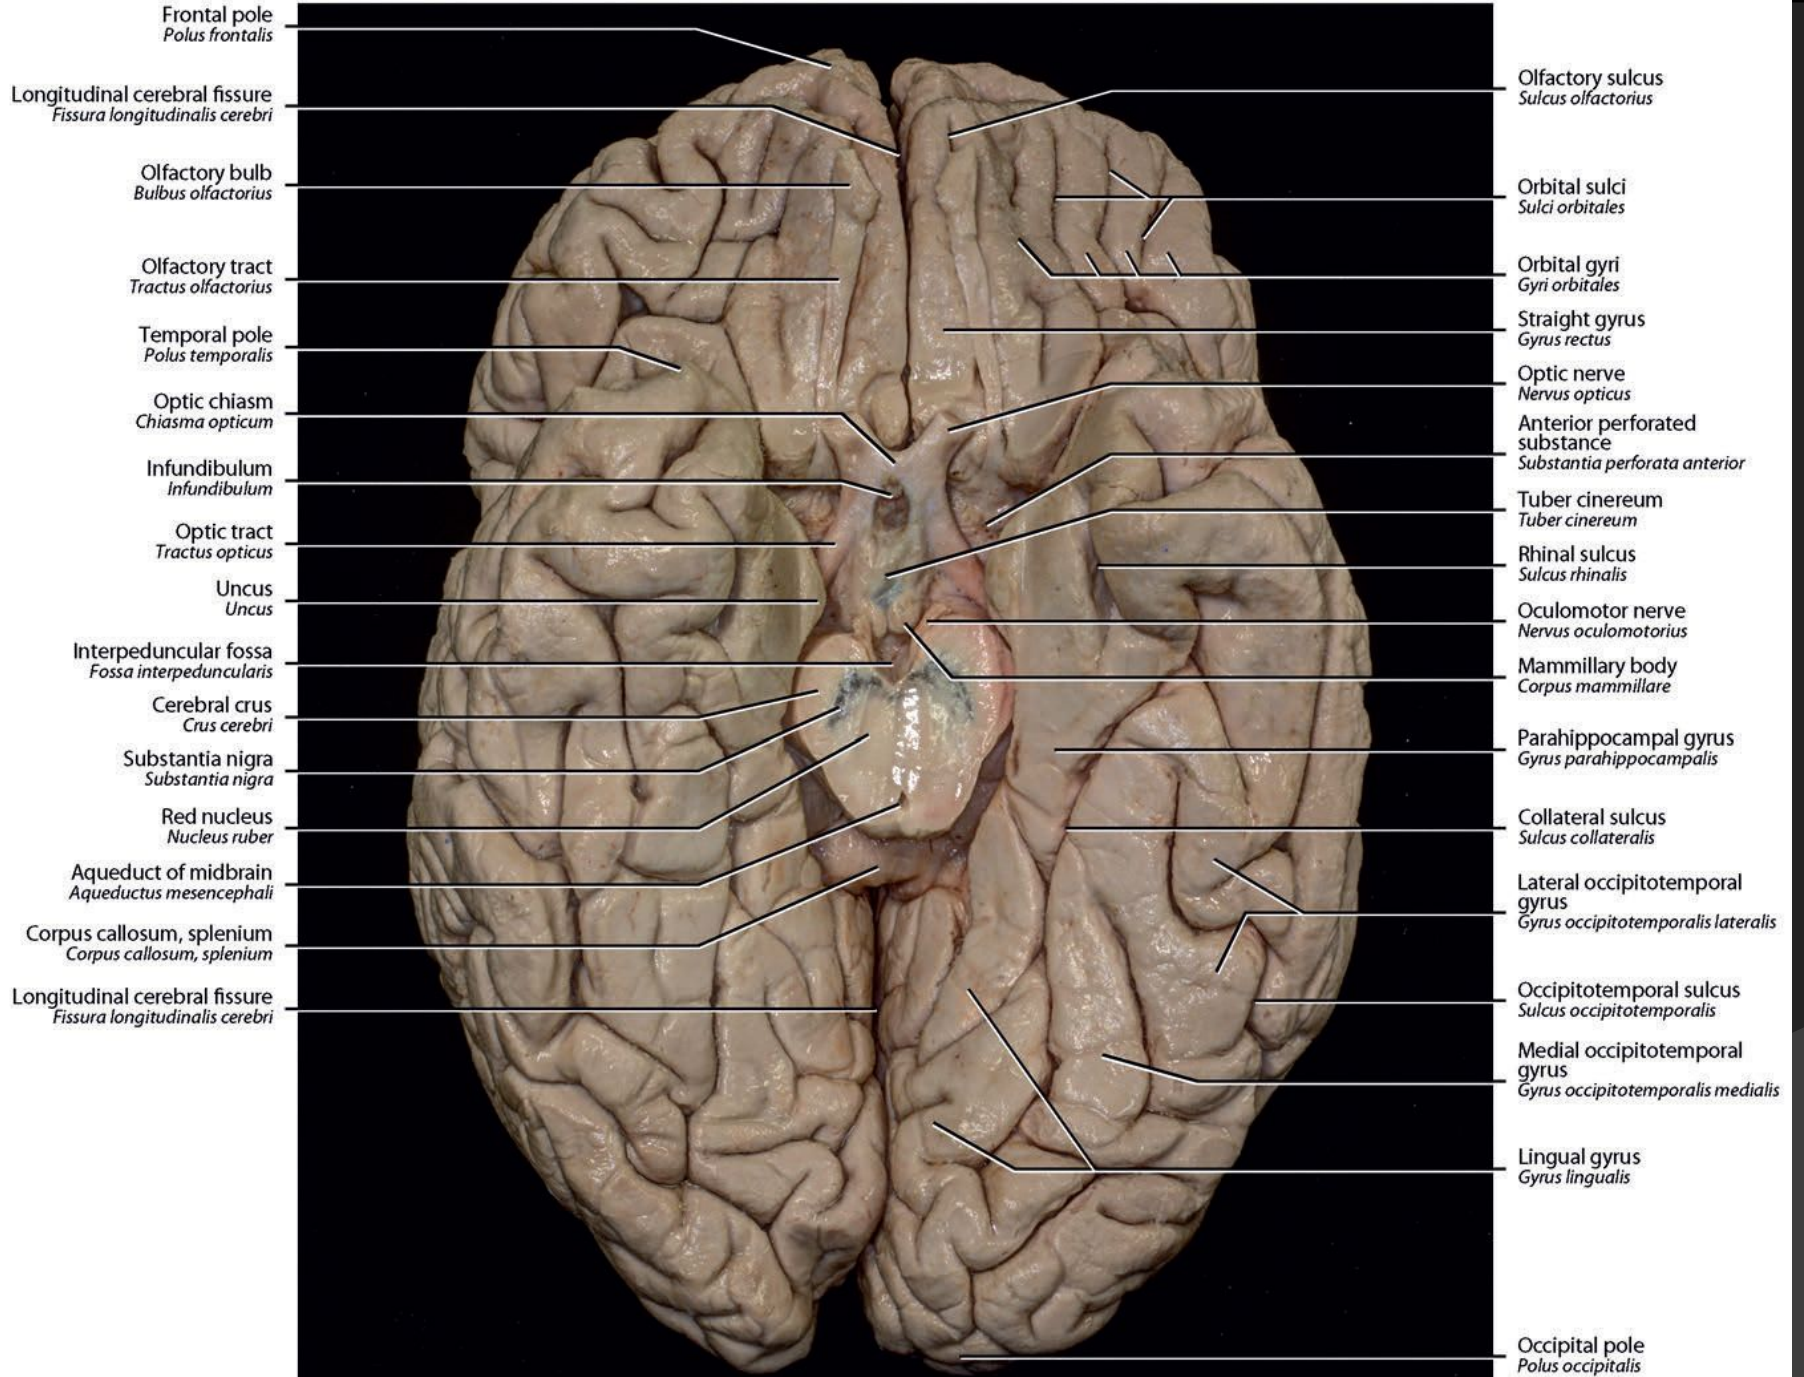 Frontal pole
Polus frontalis
Longitudinal cerebral fissure
Fissura longitudinalis cerebri
Olfactory bulb
Bulbus olfactorius
Olfactory tract
Tractus olfactorius
Temporal pole
Polus temporalis
Optic chiasm
Chiasma opticum
Infundibulum
Infundibulum
Optic tract
Tractus opticus
Uncus
Uncus
Interpeduncular fossa
Fossa interpeduncularis
Cerebral crus
Crus cerebri
Substantia nigra
Substantia nigra
Red nucleus
Nucleus ruber
Aqueduct of midbrain
Aqueductus mesencephali
Corpus callosum, splenium
Corpus callosum, splenium
Longitudinal cerebral fissure
Fissura longitudinalis cerebri
Olfactory sulcus
Sulcus olfactorius
Orbital sulci
Sulci orbitales
Orbital gyri
Gyri orbitales
Straight gyrus
Gyrus rectus
Optic nerve
Nervus opticus
Anterior perforated
substance
Substantia perforata anterior
Tuber cinereum
Tuber cinereum
Rhinal sulcus
Sulcus rhinalis
Oculomotor nerve
Nervus oculomotorius
Mammillary body
Corpus mammillare
Parahippocampal gyrus
Gyrus parahippocampalis
Collateral sulcus
Sulcus collateralis
Lateral occipitotemporal
gyrus
Gyrus occipitotemporalis lateralis
Occipitotemporal sulcus
Sulcus occipitotemporalis
Medial occipitotemporal
gyrus
Gyrus occipitotemporalis medialis
Lingual gyrus
Gyrus lingualis
Occipital pole
Polus occipitalis